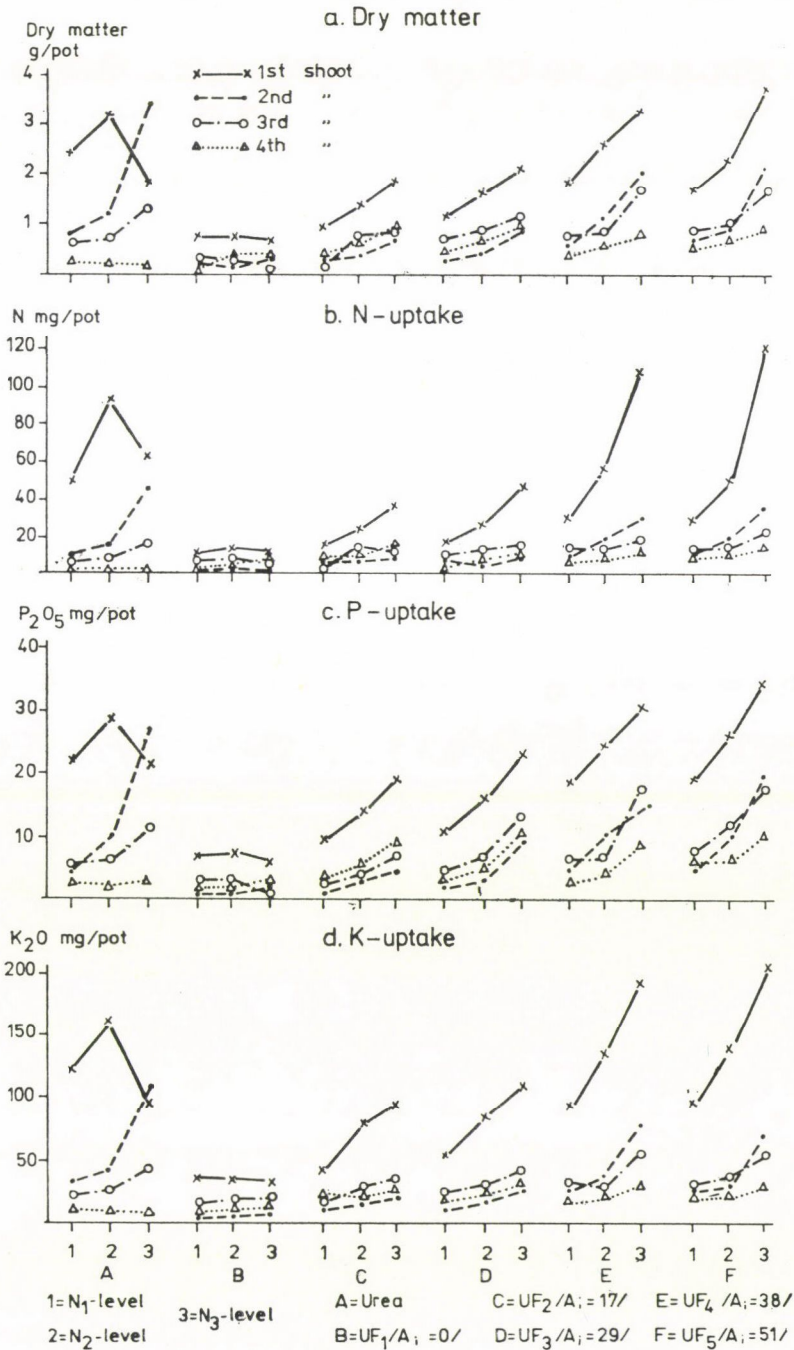 a. Dry matter
Dry matter
g/pot
4
3
2
1
1st shoot
2nd "
3rd "
4th "
b. N-uptake
N mg/pot
120
100
80
60
40
20
c. P-uptake
P₂O₅ mg/pot
40
30
20
10
d. K-uptake
K₂O mg/pot
200
150
100
50
1 2 3 1 2 3 1 2 3 1 2 3 1 2 3 1 2 3
A B C D E F
1=N₁-level 3=N₃-level A=Urea C=UF₂/Aᵢ=17/ E=UF₄/Aᵢ=38/
2=N₂-level B=UF₁/Aᵢ=0/ D=UF₃/Aᵢ=29/ F=UF₅/Aᵢ=51/